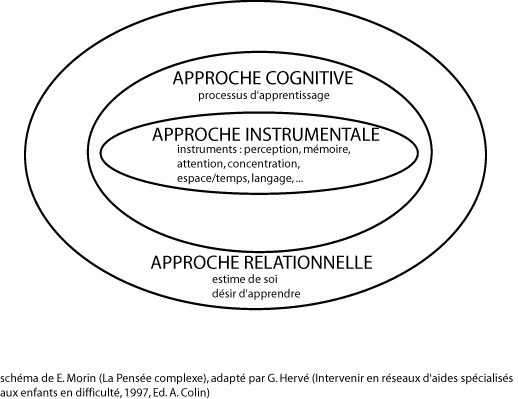 APPROCHE COGNITIVE
processus d'apprentissage
APPROCHE INSTRUMENTALE
instruments : perception, mémoire,
attention, concentration,
espace/temps, langage, ...
APPROCHE RELATIONNELLE
estime de soi
désir d'apprendre
schéma de E. Morin (La Pensée complexe), adapté par G. Hervé (Intervenir en réseaux d'aides spécialisés
aux enfants en difficulté, 1997, Ed. A. Colin)